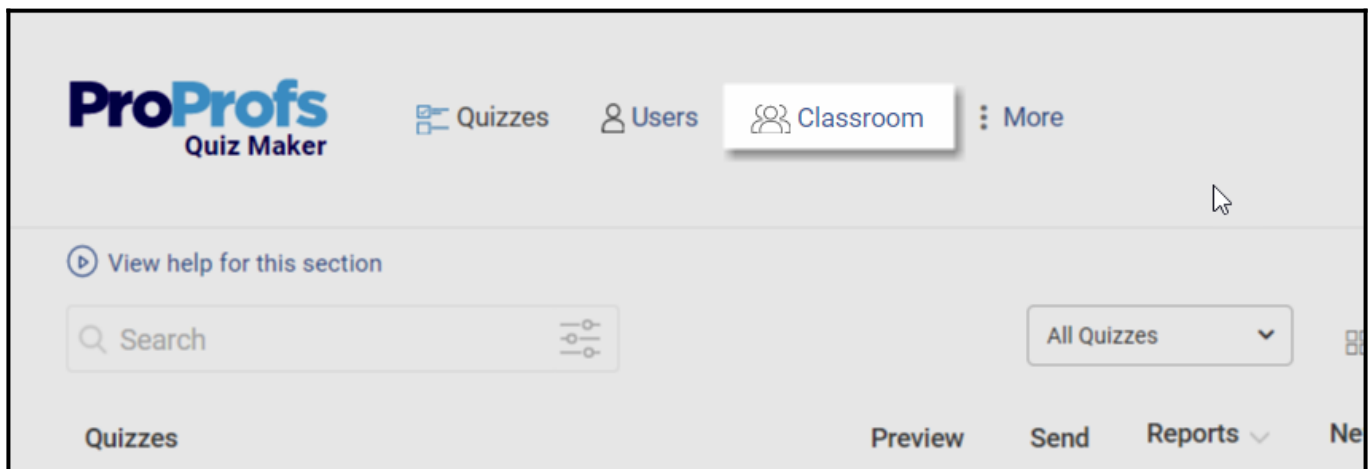 ProProfs
Quiz Maker
Quizzes Users Classroom More
View help for this section
Search All Quizzes
Quizzes Preview Send Reports Ne